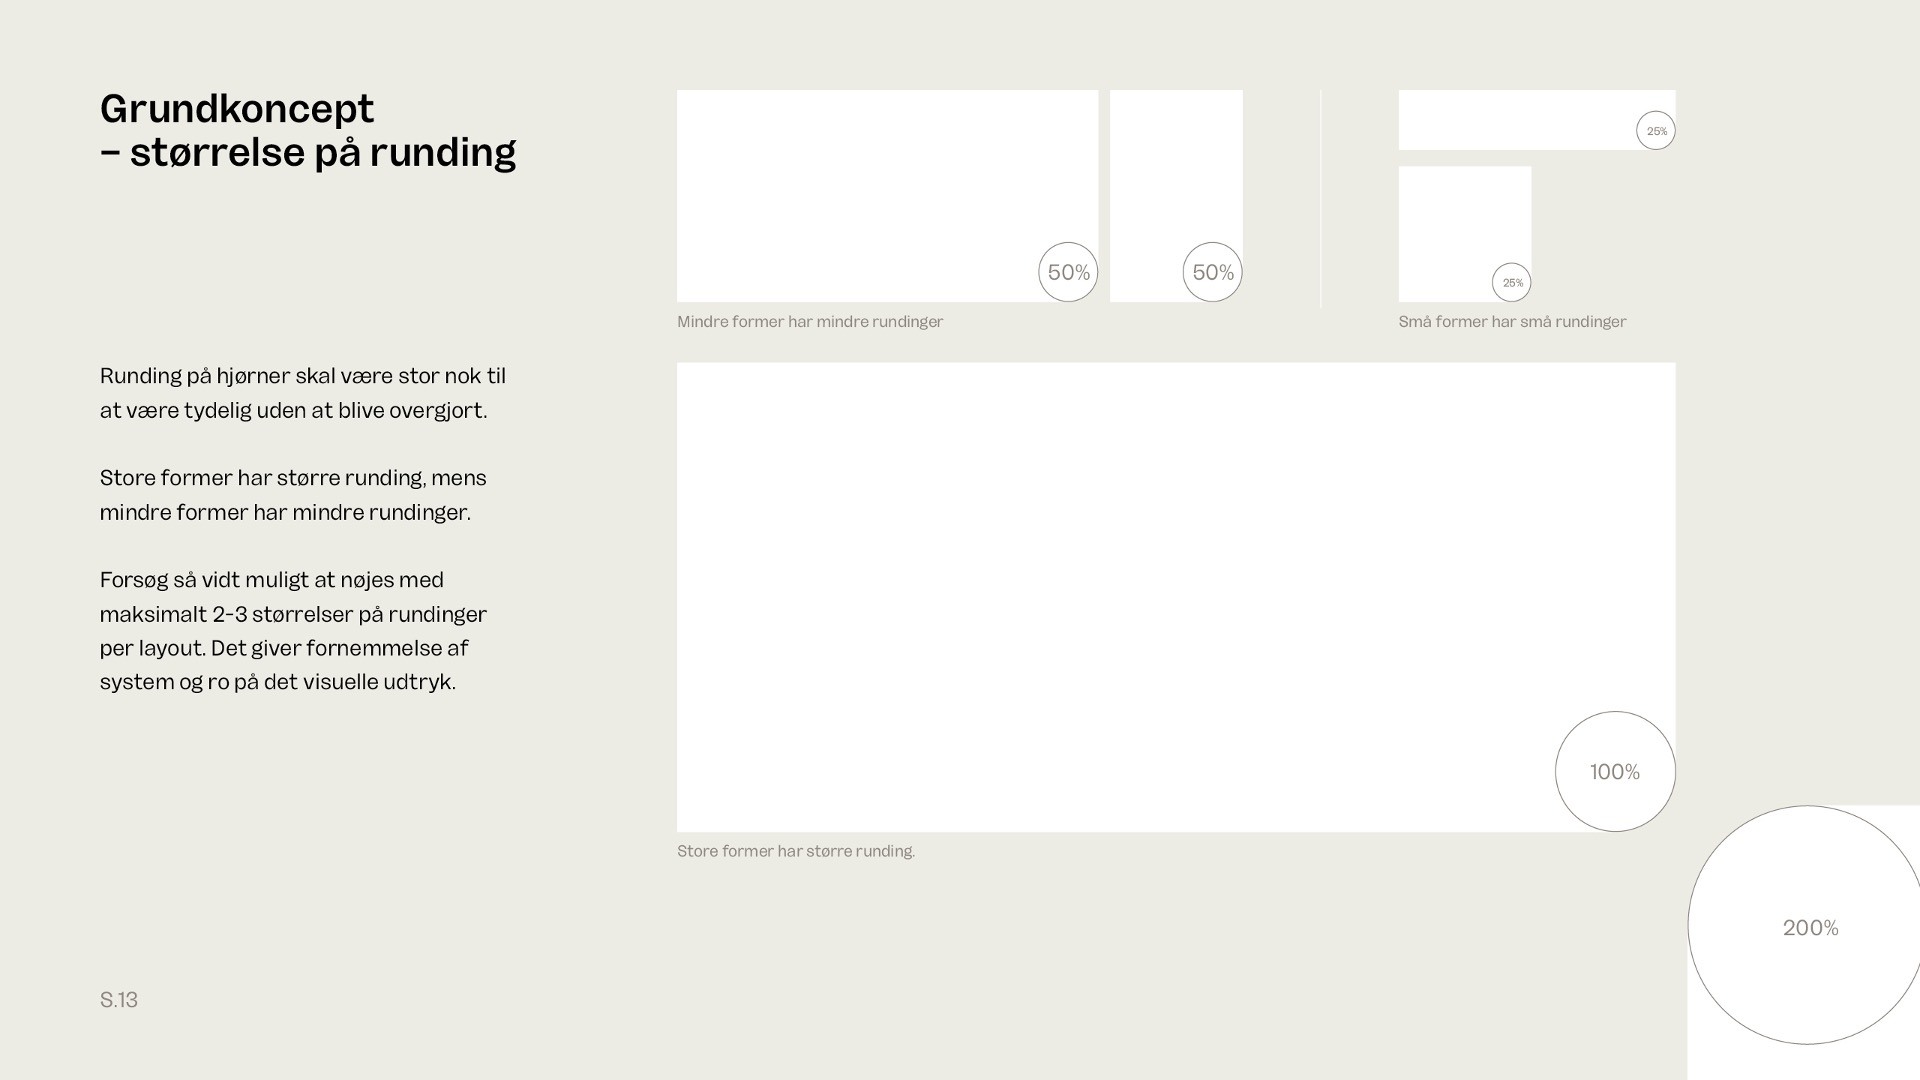 Grundkoncept
– størrelse på runding
Runding på hjørner skal være stor nok til
at være tydelig uden at blive overgjort.
Store former har større runding, mens
mindre former har mindre rundinger.
Forsøg så vidt muligt at nøjes med
maksimalt 2-3 størrelser på rundinger
per layout. Det giver fornemmelse af
system og ro på det visuelle udtryk.
50%
50%
Mindre former har mindre rundinger
25%
25%
Små former har små rundinger
100%
Store former har større runding.
200%
S.13